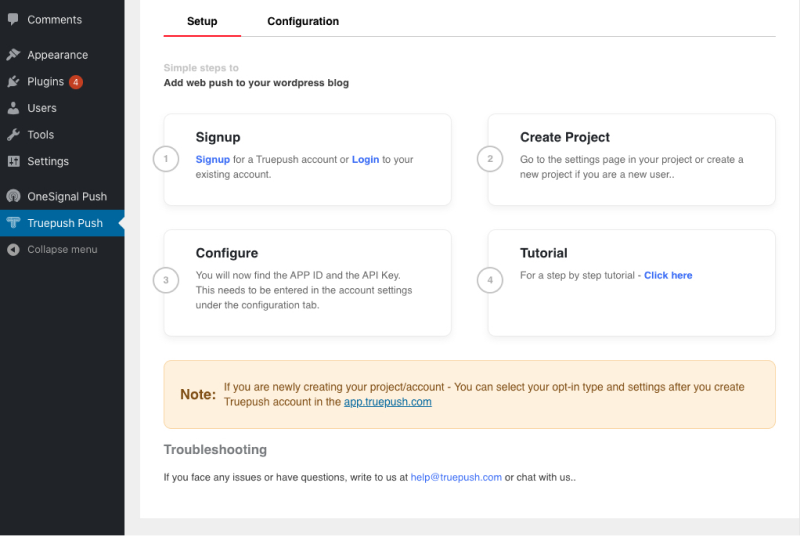 Comments
Appearance
Plugins 4
Users
Tools
Settings
OneSignal Push
Truepush Push
Collapse menu
Setup
Configuration
Simple steps to
Add web push to your wordpress blog
1
Signup
Signup for a Truepush account or Login to your
existing account.
2
Create Project
Go to the settings page in your project or create a
new project if you are a new user..
3
Configure
You will now find the APP ID and the API Key.
This needs to be entered in the account settings
under the configuration tab.
4
Tutorial
For a step by step tutorial - Click here
Note:
If you are newly creating your project/account - You can select your opt-in type and settings after you create
Truepush account in the app.truepush.com
Troubleshooting
If you face any issues or have questions, write to us at help@truepush.com or chat with us..